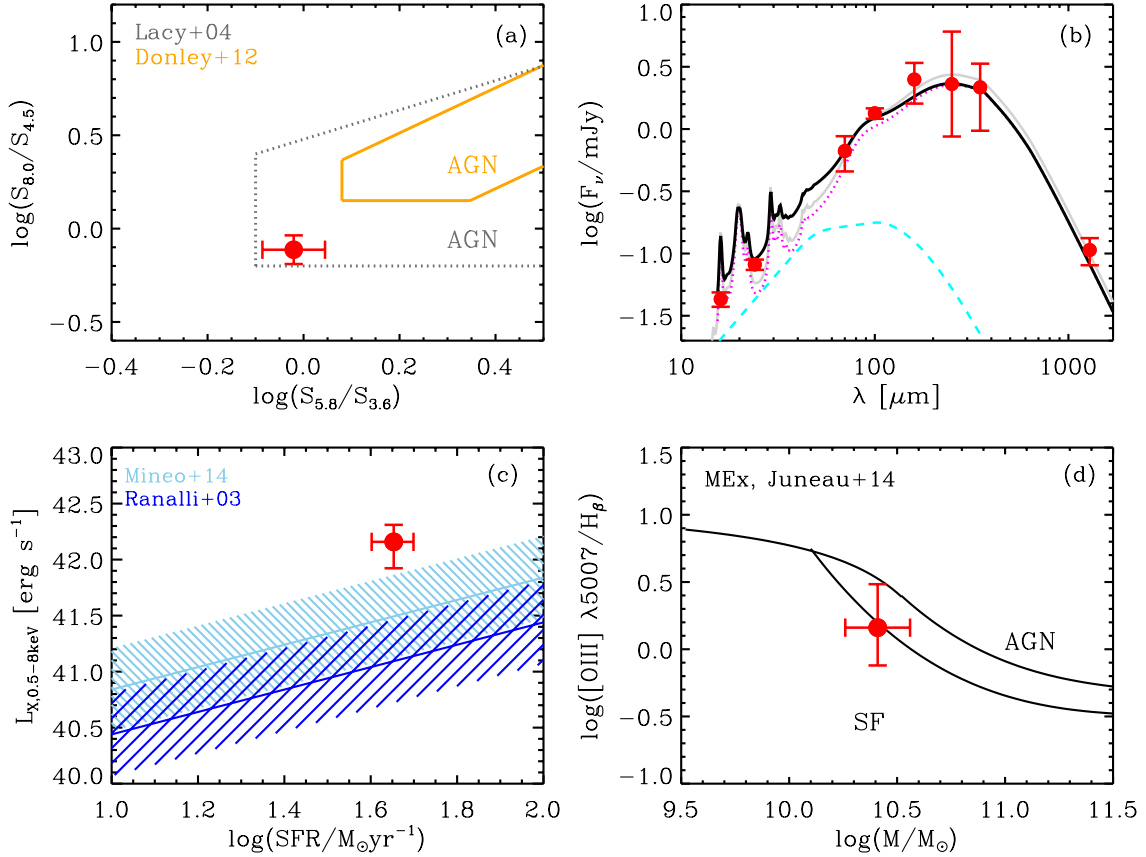 Lacy+04
Donley+12
(a)
AGN
AGN
log(S8.0/S4.5)
1.0
0.5
0.0
−0.5
−0.4
−0.2
0.0
0.2
0.4
log(S5.8/S3.6)
(b)
log(Fν/mJy)
1.0
0.5
0.0
−0.5
−1.0
−1.5
10
100
1000
λ [μm]
Mineo+14
Ranalli+03
(c)
LX,0.5−8keV [erg s−1]
43.0
42.5
42.0
41.5
41.0
40.5
40.0
1.0
1.2
1.4
1.6
1.8
2.0
log(SFR/M⊙yr−1)
MEx, Juneau+14
(d)
AGN
SF
log([OIII] λ5007/Hβ)
1.5
1.0
0.5
0.0
−0.5
−1.0
9.5
10.0
10.5
11.0
11.5
log(M/M⊙)